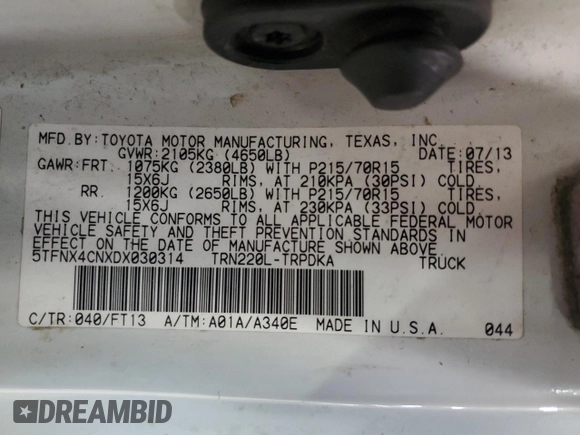 MFD.BY:TOYOTA MOTOR MANUFACTURING, TEXAS, INC.
GVWR:2105KG (4650LB) DATE:07/13
GAWR:FRT. 1075KG (2380LB) WITH P215/70R15 TIRES,
15X6J RIMS, AT 210KPA (30PSI) COLD
RR. 1200KG (2650LB) WITH P215/70R15 TIRES,
15X6J RIMS, AT 230KPA (33PSI) COLD
THIS VEHICLE CONFORMS TO ALL APPLICABLE FEDERAL MOTOR
VEHICLE SAFETY AND THEFT PREVENTION STANDARDS IN
EFFECT ON THE DATE OF MANUFACTURE SHOWN ABOVE.
5TFNX4CNXDX030314 TRN220L-TRPDKA TRUCK
C/TR:040/FT13 A/TM:A01A/A340E MADE IN U.S.A. 044
DREAMBID